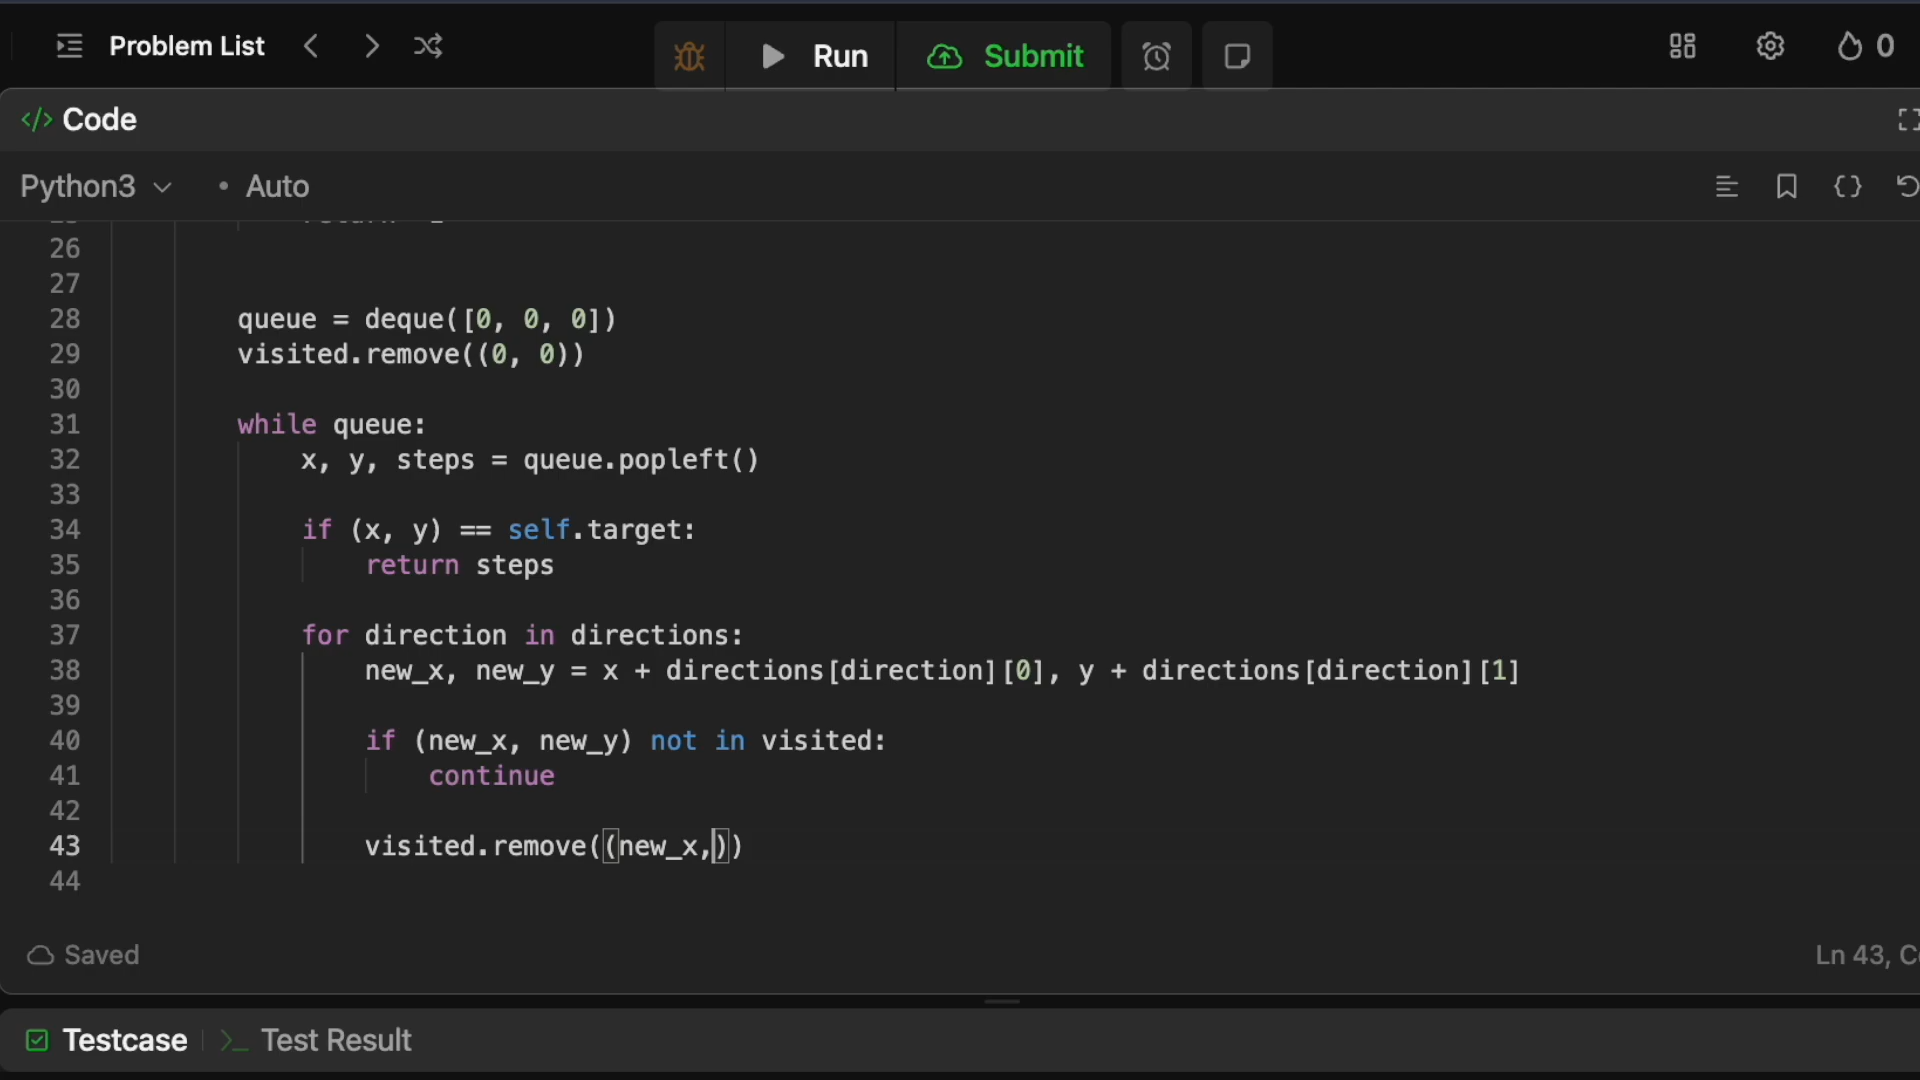 Problem List
Run
Submit
0
</> Code
Python3 • Auto
26
27
28 queue = deque([0, 0, 0])
29 visited.remove((0, 0))
30
31 while queue:
32 x, y, steps = queue.popleft()
33
34 if (x, y) == self.target:
35 return steps
36
37 for direction in directions:
38 new_x, new_y = x + directions[direction][0], y + directions[direction][1]
39
40 if (new_x, new_y) not in visited:
41 continue
42
43 visited.remove((new_x,))
44
Saved
Ln 43,
Testcase
>_ Test Result